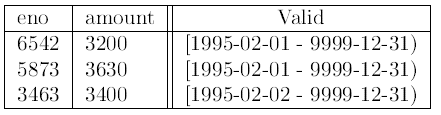 eno amount Valid
6542 3200 [1995-02-01 - 9999-12-31)
5873 3630 [1995-02-01 - 9999-12-31)
3463 3400 [1995-02-02 - 9999-12-31)